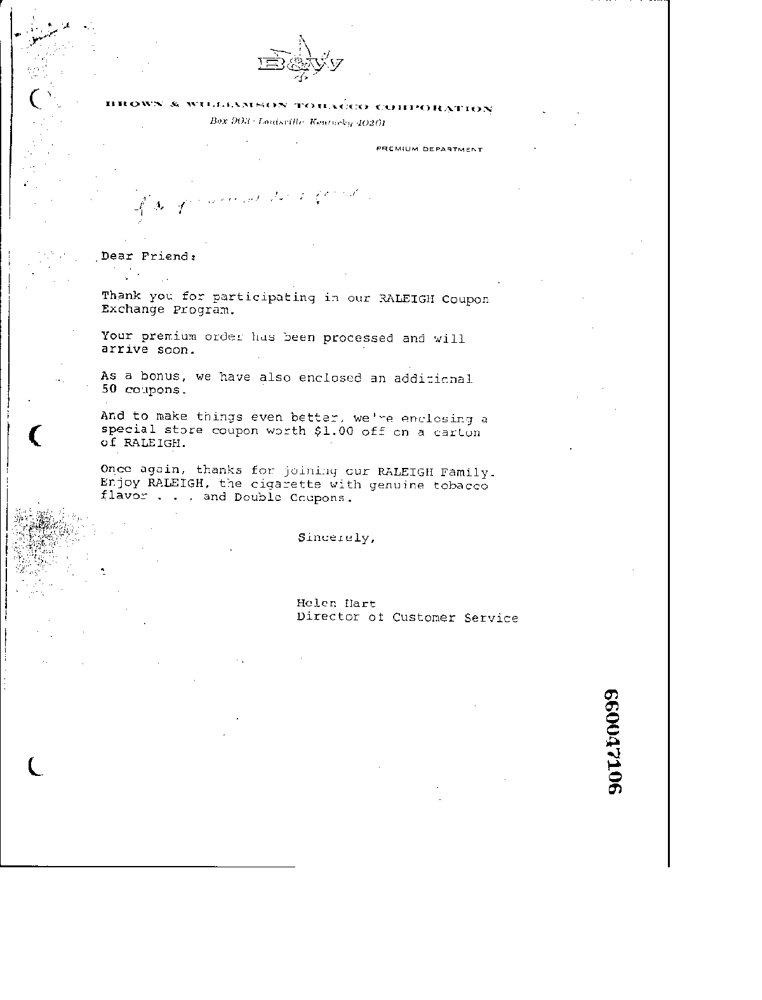 B&W
BROWN & WILLIAMSON TOBACCO CORPORATION
Box 903 · Louisville Kentucky 40201
PREMIUM DEPARTMENT
Dear Friend:
Thank you for participating in our RALEIGH Coupon
Exchange Program.
Your premium order has been processed and will
arrive soon.
As a bonus, we have also enclosed an additional
50 coupons.
And to make things even better, we're enclosing a
special store coupon worth $1.00 off on a carton
of RALEIGH.
Once again, thanks for joining our RALEIGH Family.
Enjoy RALEIGH, the cigarette with genuine tobacco
flavor . . . and Double Coupons.
Sincerely,
Helen Hart
Director of Customer Service
660047106